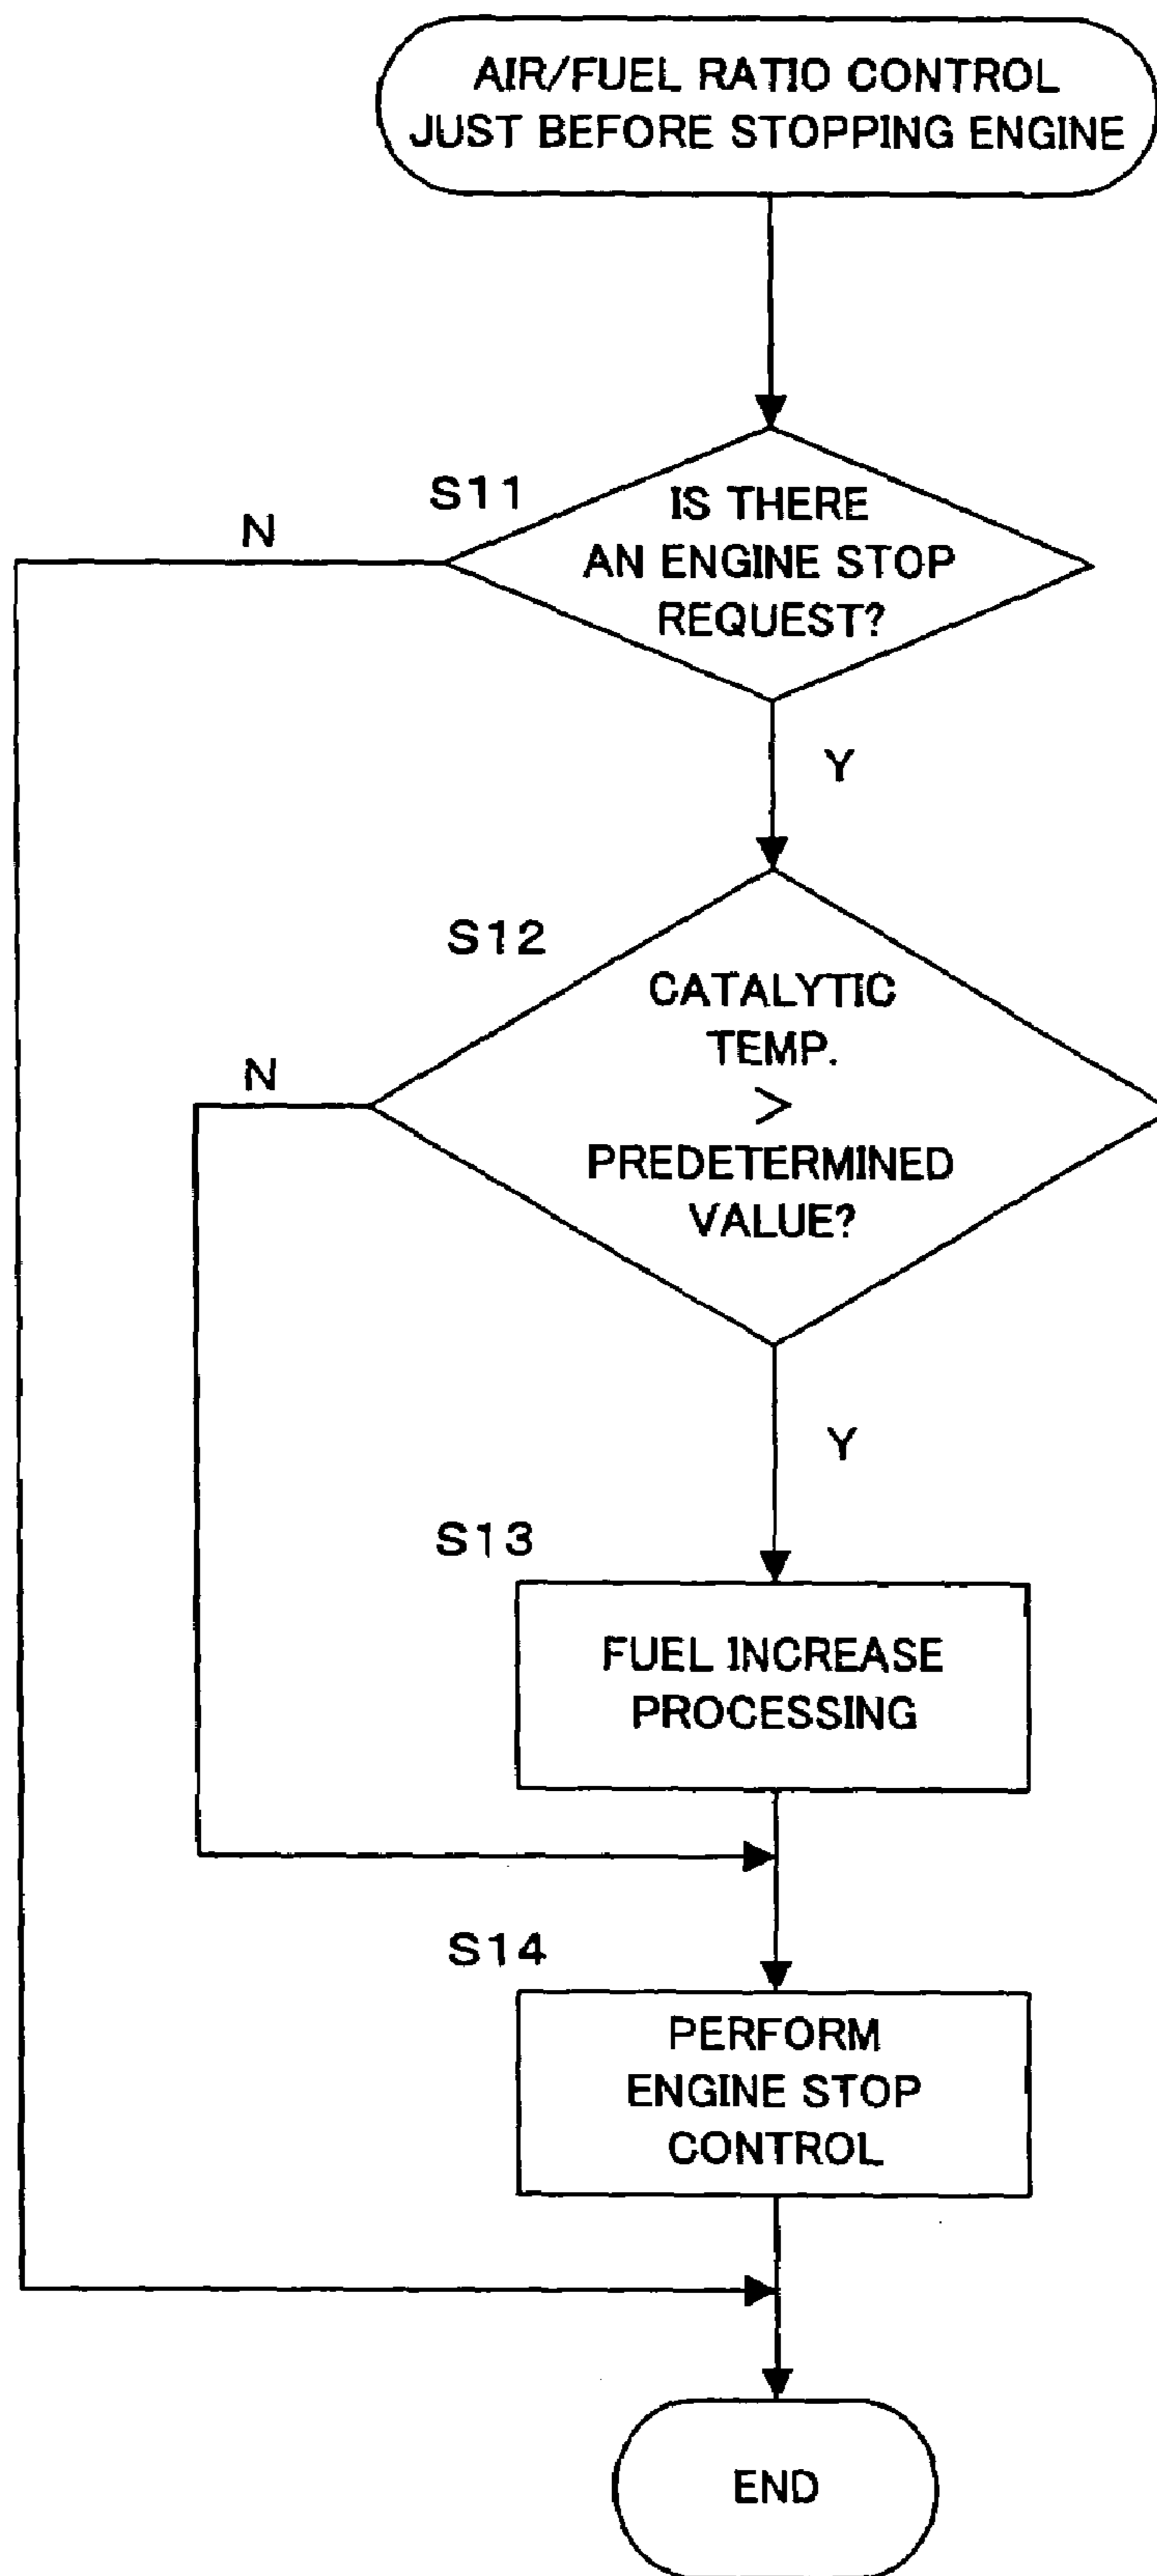 AIR/FUEL RATIO CONTROL
JUST BEFORE STOPPING ENGINE
S11
N
IS THERE
AN ENGINE STOP
REQUEST?
Y
S12
N
CATALYTIC
TEMP.
>
PREDETERMINED
VALUE?
Y
S13
FUEL INCREASE
PROCESSING
S14
PERFORM
ENGINE STOP
CONTROL
END